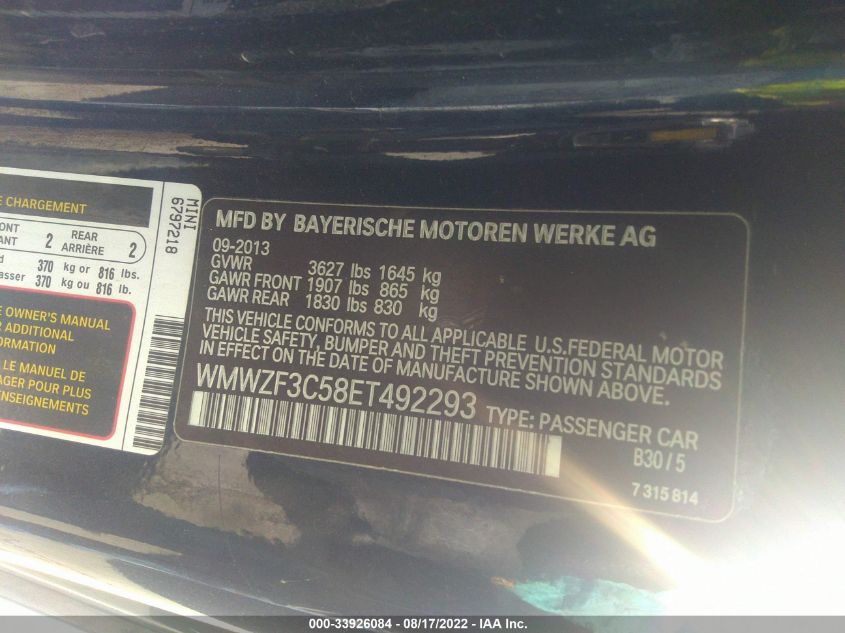 E CHARGEMENT
FRONT
ANT 2 REAR
ARRIÈRE 2
370 kg or 816 lbs.
asser 370 kg ou 816 lb.
E OWNER'S MANUAL
R ADDITIONAL
ORMATION
LE MANUEL DE
AGER POUR PLUS
ENSEIGNEMENTS
MINI
6797218
MFD BY BAYERISCHE MOTOREN WERKE AG
09-2013
GVWR 3627 lbs 1645 kg
GAWR FRONT 1907 lbs 865 kg
GAWR REAR 1830 lbs 830 kg
THIS VEHICLE CONFORMS TO ALL APPLICABLE U.S.FEDERAL MOTOR
VEHICLE SAFETY, BUMPER AND THEFT PREVENTION STANDARDS
IN EFFECT ON THE DATE OF MANUFACTURE SHOWN ABOVE.
WMWZF3C58ET492293 TYPE: PASSENGER CAR
B30/5
7 315 814
000-33926084 - 08/17/2022 - IAA Inc.